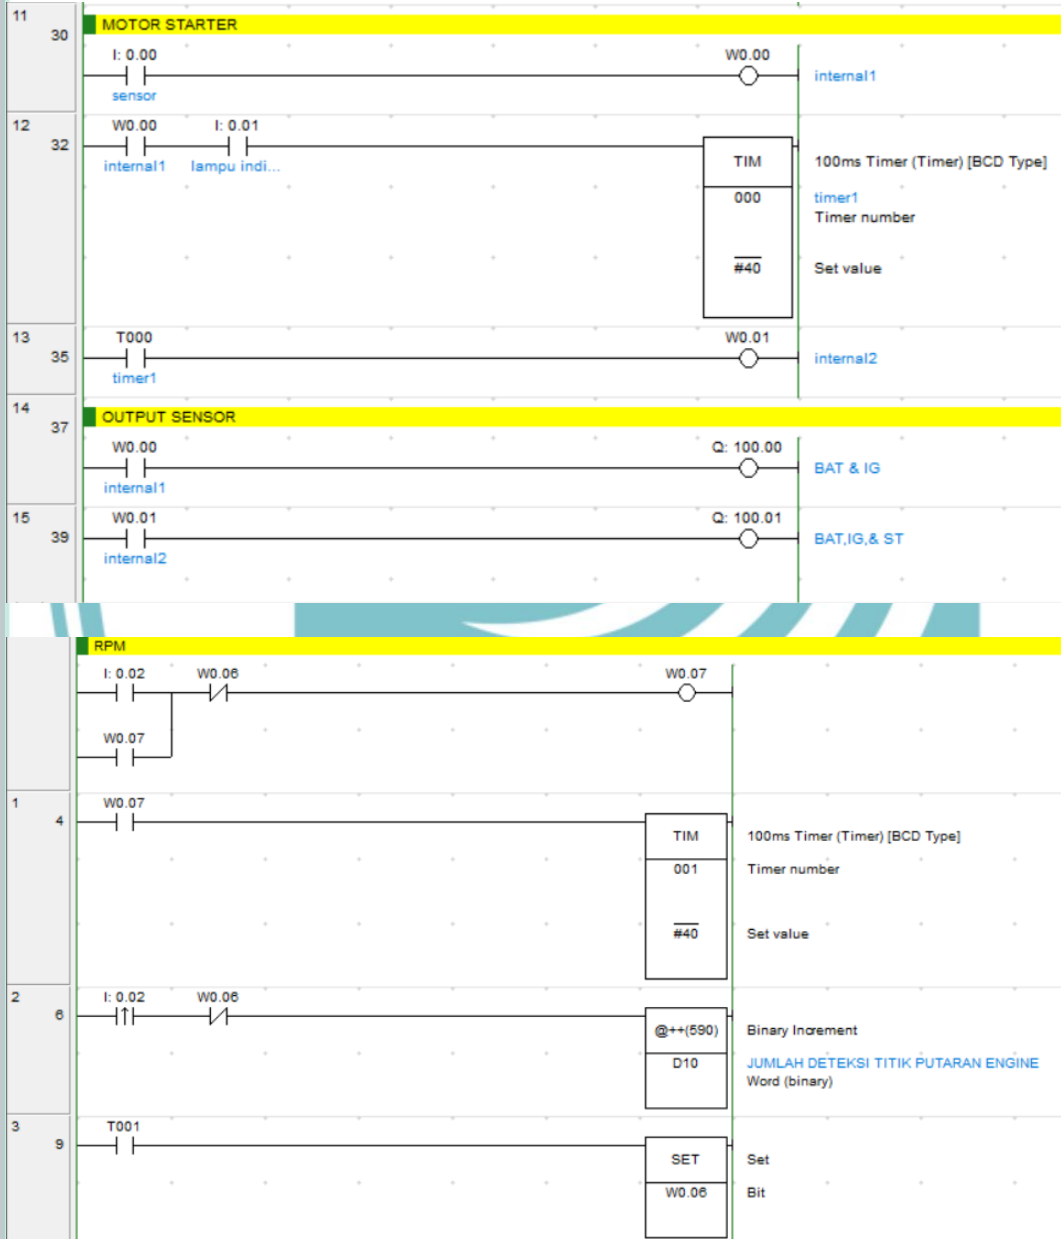 11
30
MOTOR STARTER
I: 0.00
W0.00
sensor
internal1
12
32
W0.00
I: 0.01
internal1
lampu indi...
TIM
100ms Timer (Timer) [BCD Type]
000
timer1
Timer number
#40
Set value
13
35
T000
W0.01
timer1
internal2
14
37
OUTPUT SENSOR
W0.00
Q: 100.00
internal1
BAT & IG
15
39
W0.01
Q: 100.01
internal2
BAT,IG,& ST
RPM
I: 0.02
W0.06
W0.07
W0.07
1
4
W0.07
TIM
100ms Timer (Timer) [BCD Type]
001
Timer number
#40
Set value
2
6
I: 0.02
W0.06
@++(590)
Binary Increment
D10
JUMLAH DETEKSI TITIK PUTARAN ENGINE
Word (binary)
3
9
T001
SET
Set
W0.06
Bit